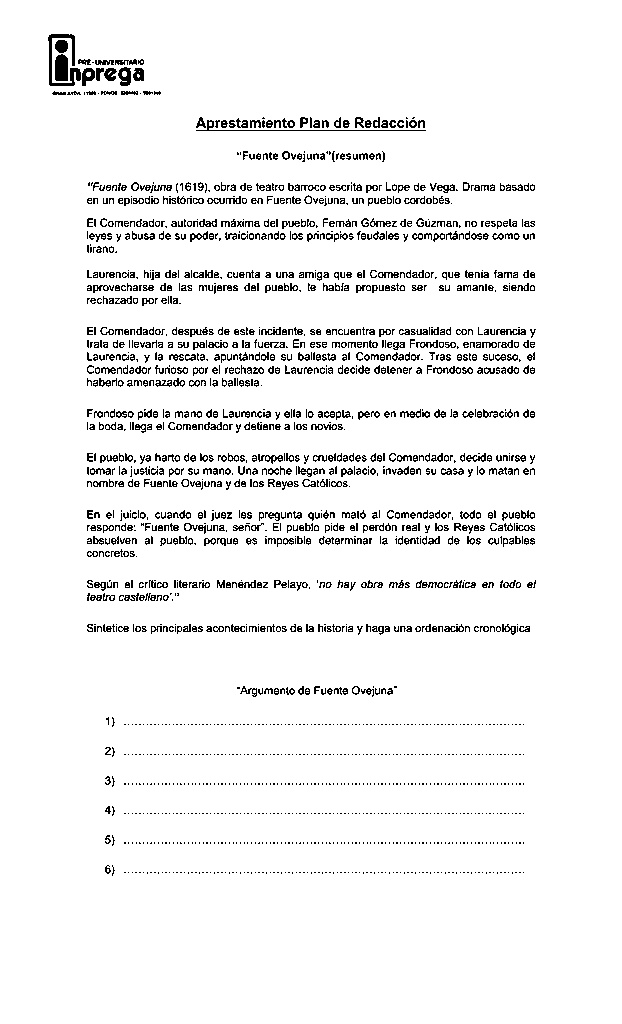 PRE-UNIVERSITARIO
inprega
Aprestamiento Plan de Redacción
“Fuente Ovejuna”(resumen)
“Fuente Ovejuna (1619), obra de teatro barroco escrita por Lope de Vega. Drama basado
en un episodio histórico ocurrido en Fuente Ovejuna, un pueblo cordobés.
El Comendador, autoridad máxima del pueblo, Fernán Gómez de Gúzman, no respeta las
leyes y abusa de su poder, traicionando los principios feudales y comportándose como un
tirano.
Laurencia, hija del alcalde, cuenta a una amiga que el Comendador, que tenía fama de
aprovecharse de las mujeres del pueblo, le había propuesto ser su amante, siendo
rechazado por ella.
El Comendador, después de este incidente, se encuentra por casualidad con Laurencia y
trata de llevarla a su palacio a la fuerza. En ese momento llega Frondoso, enamorado de
Laurencia, y la rescata, apuntándole su ballesta al Comendador. Tras este suceso, el
Comendador furioso por el rechazo de Laurencia decide detener a Frondoso acusado de
haberlo amenazado con la ballesta.
Frondoso pide la mano de Laurencia y ella lo acepta, pero en medio de la celebración de
la boda, llega el Comendador y detiene a los novios.
El pueblo, ya harto de los robos, atropellos y crueldades del Comendador, decide unirse y
tomar la justicia por su mano. Una noche llegan al palacio, invaden su casa y lo matan en
nombre de Fuente Ovejuna y de los Reyes Católicos.
En el juicio, cuando el juez les pregunta quién mató al Comendador, todo el pueblo
responde: “Fuente Ovejuna, señor”. El pueblo pide el perdón real y los Reyes Católicos
absuelven al pueblo, porque es imposible determinar la identidad de los culpables
concretos.
Según el crítico literario Menéndez Pelayo, ‘no hay obra más democrática en todo el
teatro castellano’.”
Sintetice los principales acontecimientos de la historia y haga una ordenación cronológica
“Argumento de Fuente Ovejuna”
1) ........................................................................................................
2) ........................................................................................................
3) ........................................................................................................
4) ........................................................................................................
5) ........................................................................................................
6) ........................................................................................................